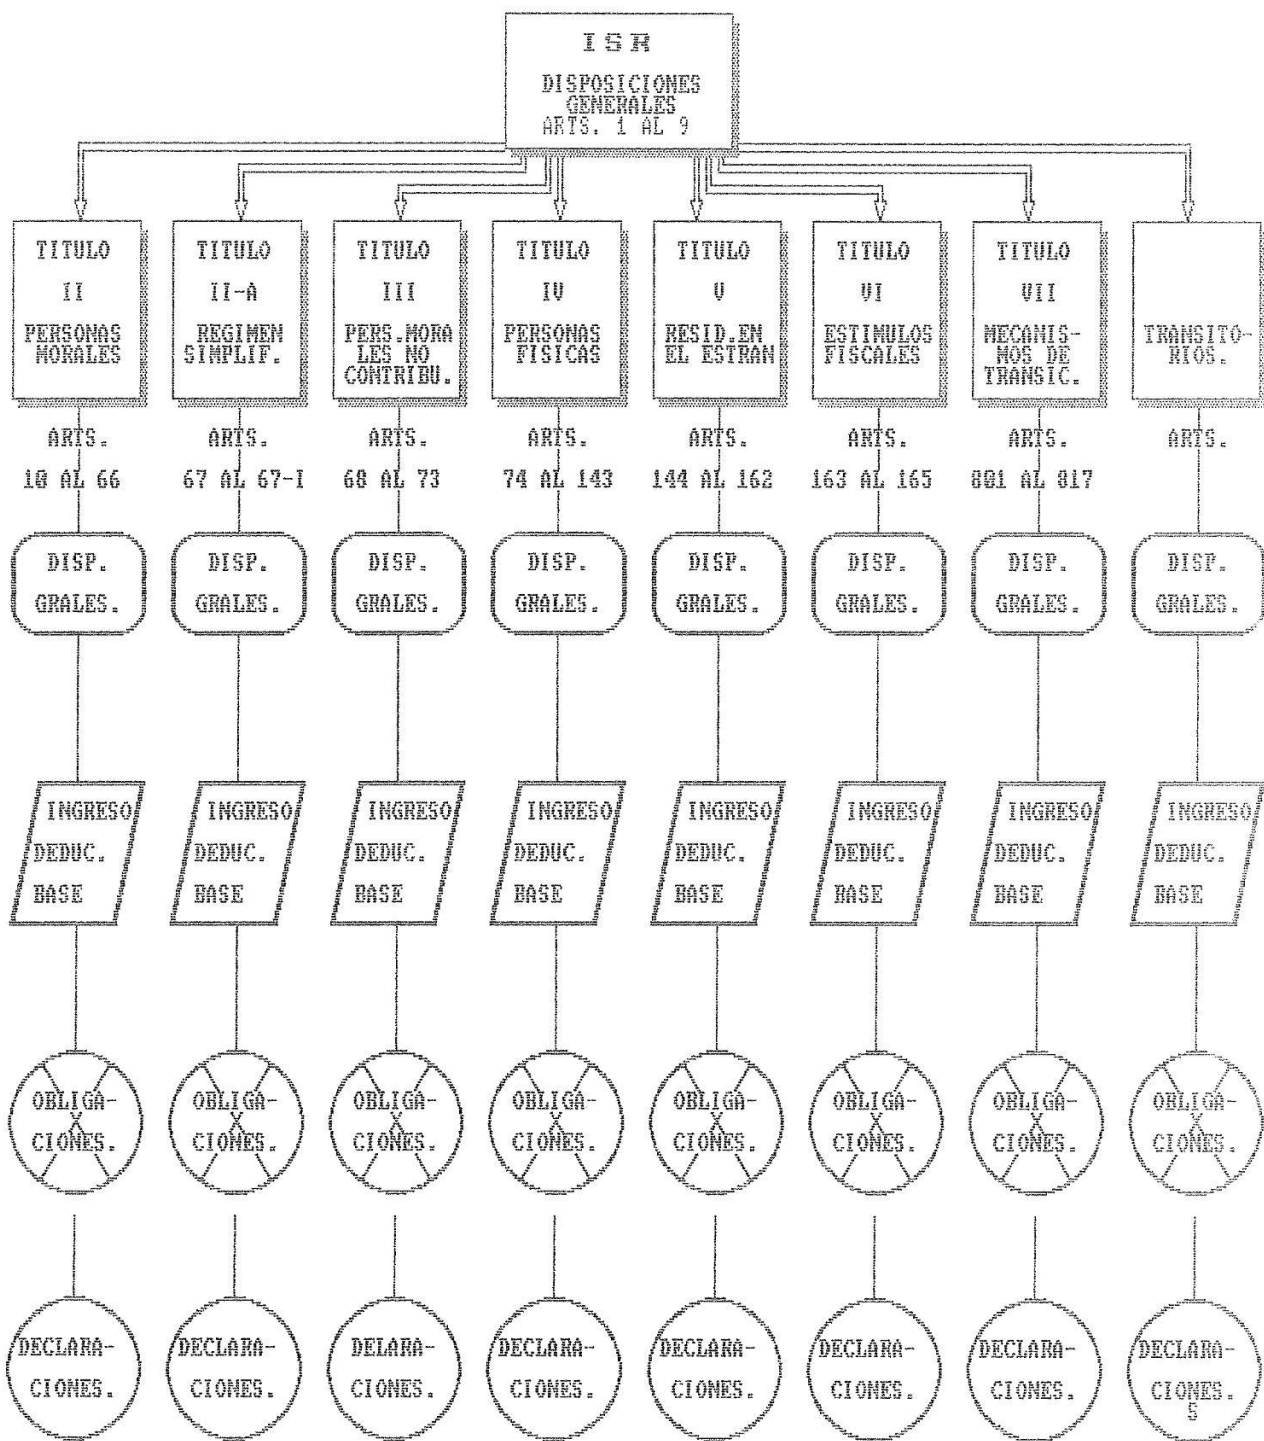 ISR
DISPOSICIONES
GENERALES
ARTS. 1 AL 9
TITULO
II
PERSONAS
MORALES
ARTS.
10 AL 66
DISP.
GRALES.
INGRESO
DEDUC.
BASE
OBLIGA-
CIONES.
DECLARA-
CIONES.
TITULO
II-A
REGIMEN
SIMPLIF.
ARTS.
67 AL 67-I
DISP.
GRALES.
INGRESO
DEDUC.
BASE
OBLIGA-
CIONES.
DECLARA-
CIONES.
TITULO
III
PERS.MORA
LES NO
CONTRIBU.
ARTS.
68 AL 73
DISP.
GRALES.
INGRESO
DEDUC.
BASE
OBLIGA-
CIONES.
DELARA-
CIONES.
TITULO
IV
PERSONAS
FISICAS
ARTS.
74 AL 143
DISP.
GRALES.
INGRESO
DEDUC.
BASE
OBLIGA-
CIONES.
DECLARA-
CIONES.
TITULO
V
RESID.EN
EL ESTRAN
ARTS.
144 AL 162
DISP.
GRALES.
INGRESO
DEDUC.
BASE
OBLIGA-
CIONES.
DECLARA-
CIONES.
TITULO
VI
ESTIMULOS
FISCALES
ARTS.
163 AL 165
DISP.
GRALES.
INGRESO
DEDUC.
BASE
OBLIGA-
CIONES.
DECLARA-
CIONES.
TITULO
VII
MECANIS-
MOS DE
TRANSIC.
ARTS.
801 AL 817
DISP.
GRALES.
INGRESO
DEDUC.
BASE
OBLIGA-
CIONES.
DECLARA-
CIONES.
TRANSITO-
RIOS.
ARTS.
DISP.
GRALES.
INGRESO
DEDUC.
BASE
OBLIGA-
CIONES.
DECLARA-
CIONES.
S